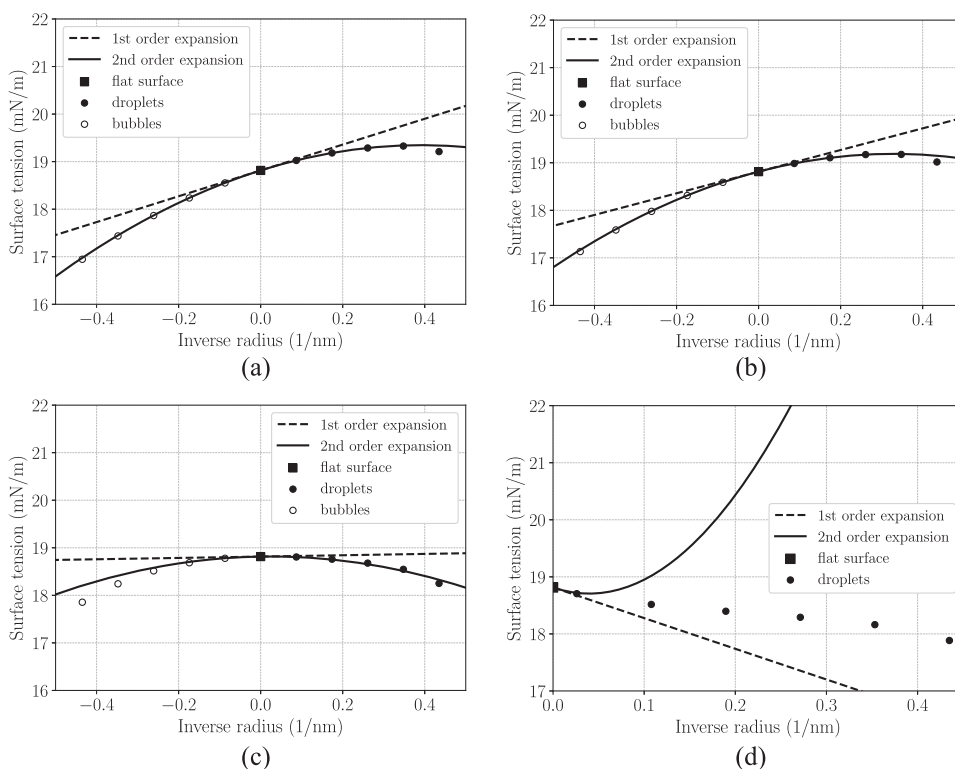 22
21
20
19
18
17
16
Surface tension (mN/m)
1st order expansion
2nd order expansion
flat surface
droplets
bubbles
−0.4 −0.2 0.0 0.2 0.4
Inverse radius (1/nm)
(a)
22
21
20
19
18
17
16
Surface tension (mN/m)
1st order expansion
2nd order expansion
flat surface
droplets
bubbles
−0.4 −0.2 0.0 0.2 0.4
Inverse radius (1/nm)
(b)
22
21
20
19
18
17
16
Surface tension (mN/m)
1st order expansion
2nd order expansion
flat surface
droplets
bubbles
−0.4 −0.2 0.0 0.2 0.4
Inverse radius (1/nm)
(c)
22
21
20
19
18
17
Surface tension (mN/m)
1st order expansion
2nd order expansion
flat surface
droplets
0.0 0.1 0.2 0.3 0.4
Inverse radius (1/nm)
(d)